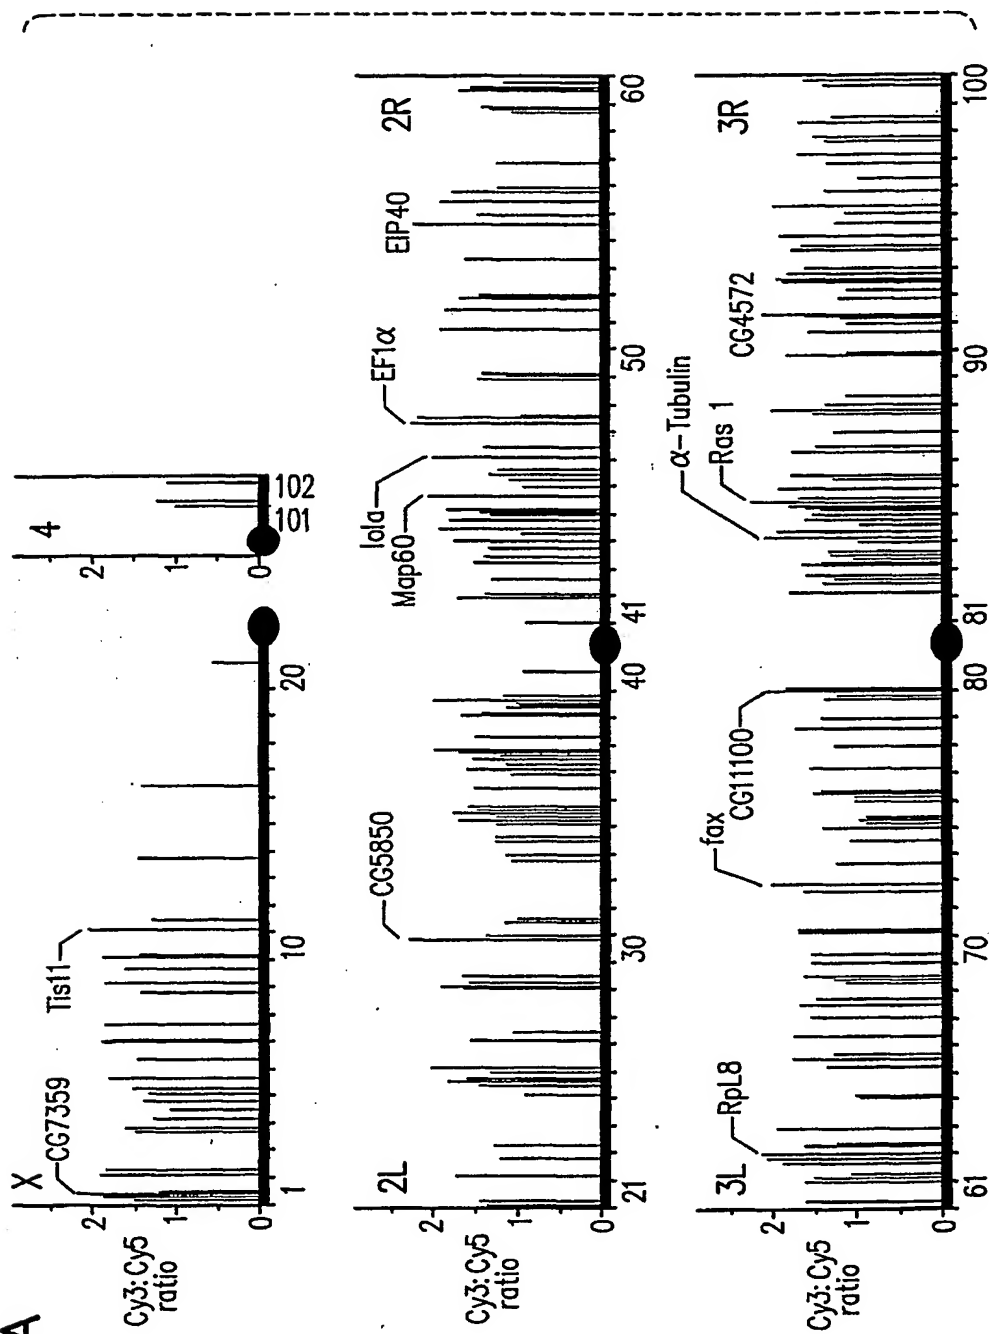 A
X
4
CG7359
Tis11
Cy3:Cy5
ratio
2
1
0
2
1
0
1
10
20
101
102
2L
2R
CG5850
Map60
lola
EF1α
EIP40
Cy3:Cy5
ratio
2
1
0
21
30
40
41
50
60
3L
3R
RpL8
fax
CG11100
α-Tubulin
Ras 1
CG4572
Cy3:Cy5
ratio
2
1
0
61
70
80
81
90
100